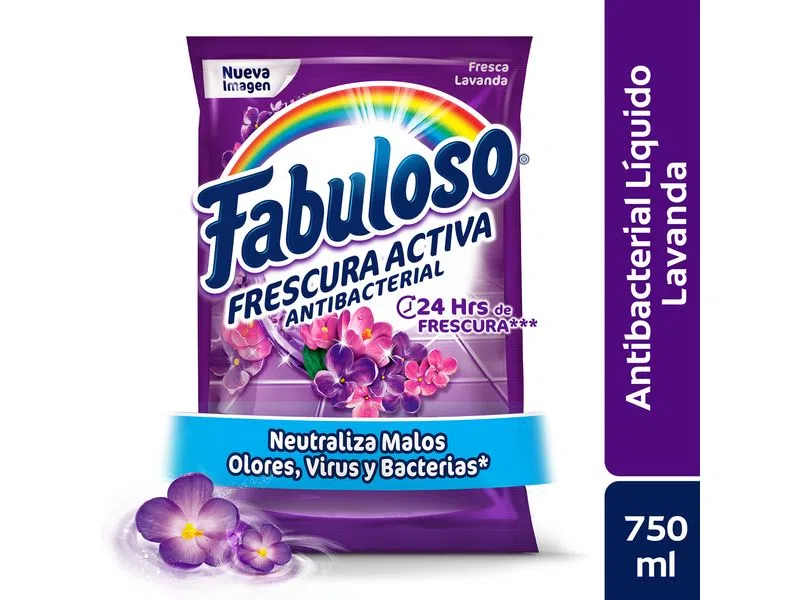 Nueva
Imagen
Fresca
Lavanda
Fabuloso®
FRESCURA ACTIVA
ANTIBACTERIAL
24 Hrs de
FRESCURA***
Neutraliza Malos
Olores, Virus y Bacterias*
Antibacterial Líquido
Lavanda
750
ml